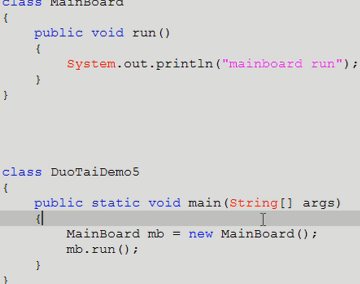 class MainBoard
{
    public void run()
    {
        System.out.println("mainboard run");
    }
}
class DuoTaiDemo5
{
    public static void main(String[] args)
    {
        MainBoard mb = new MainBoard();
        mb.run();
    }
}